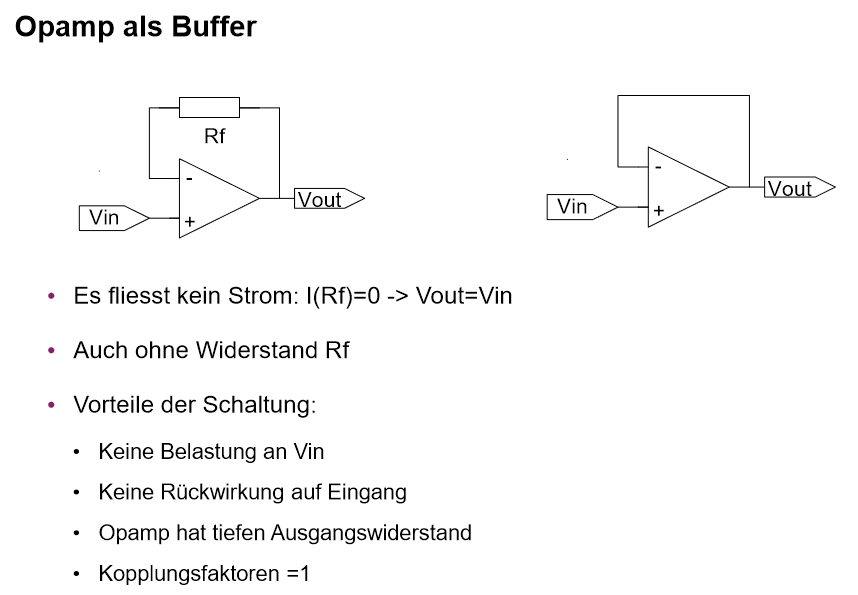 Opamp als Buffer
Rf
-
Vin
+
Vout
-
Vin
+
Vout
• Es fliesst kein Strom: I(Rf)=0 -> Vout=Vin
• Auch ohne Widerstand Rf
• Vorteile der Schaltung:
• Keine Belastung an Vin
• Keine Rückwirkung auf Eingang
• Opamp hat tiefen Ausgangswiderstand
• Kopplungsfaktoren =1